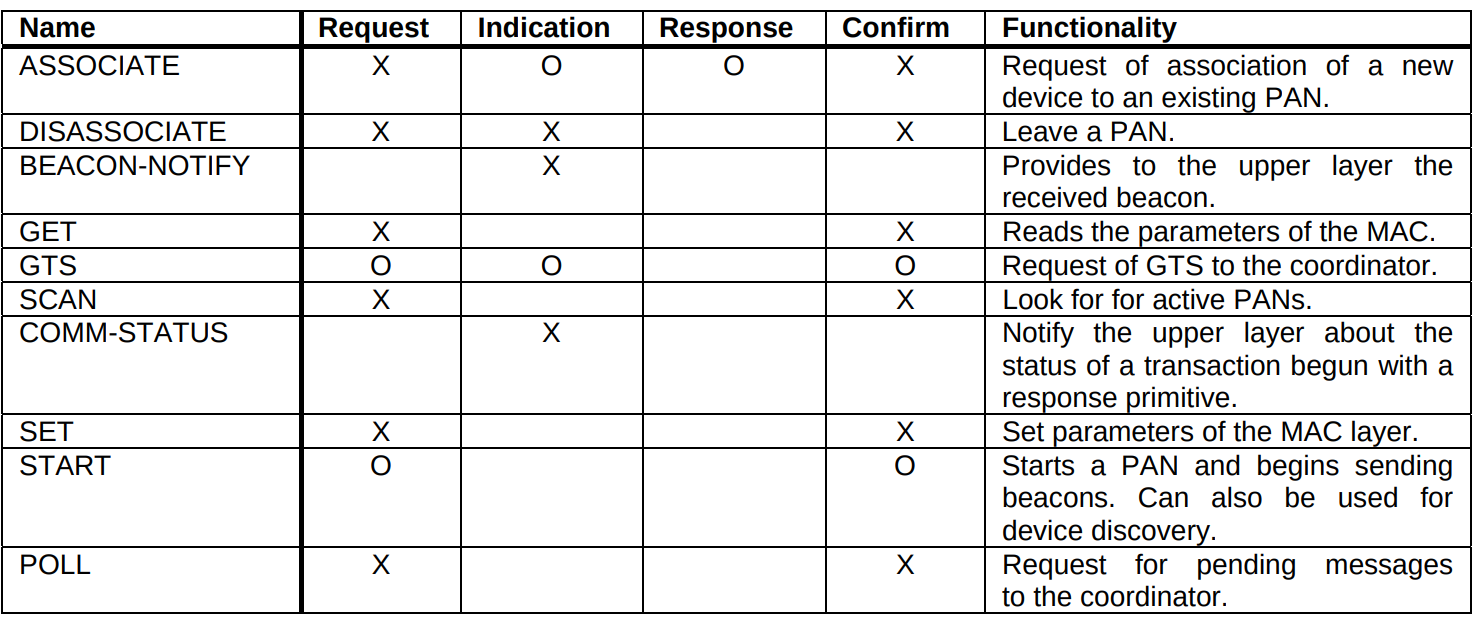 Name Request Indication Response Confirm Functionality
ASSOCIATE X O O X Request of association of a new
device to an existing PAN.
DISASSOCIATE X X X Leave a PAN.
BEACON-NOTIFY X Provides to the upper layer the
received beacon.
GET X X Reads the parameters of the MAC.
GTS O O O Request of GTS to the coordinator.
SCAN X X Look for for active PANs.
COMM-STATUS X Notify the upper layer about the
status of a transaction begun with a
response primitive.
SET X X Set parameters of the MAC layer.
START O O Starts a PAN and begins sending
beacons. Can also be used for
device discovery.
POLL X X Request for pending messages
to the coordinator.